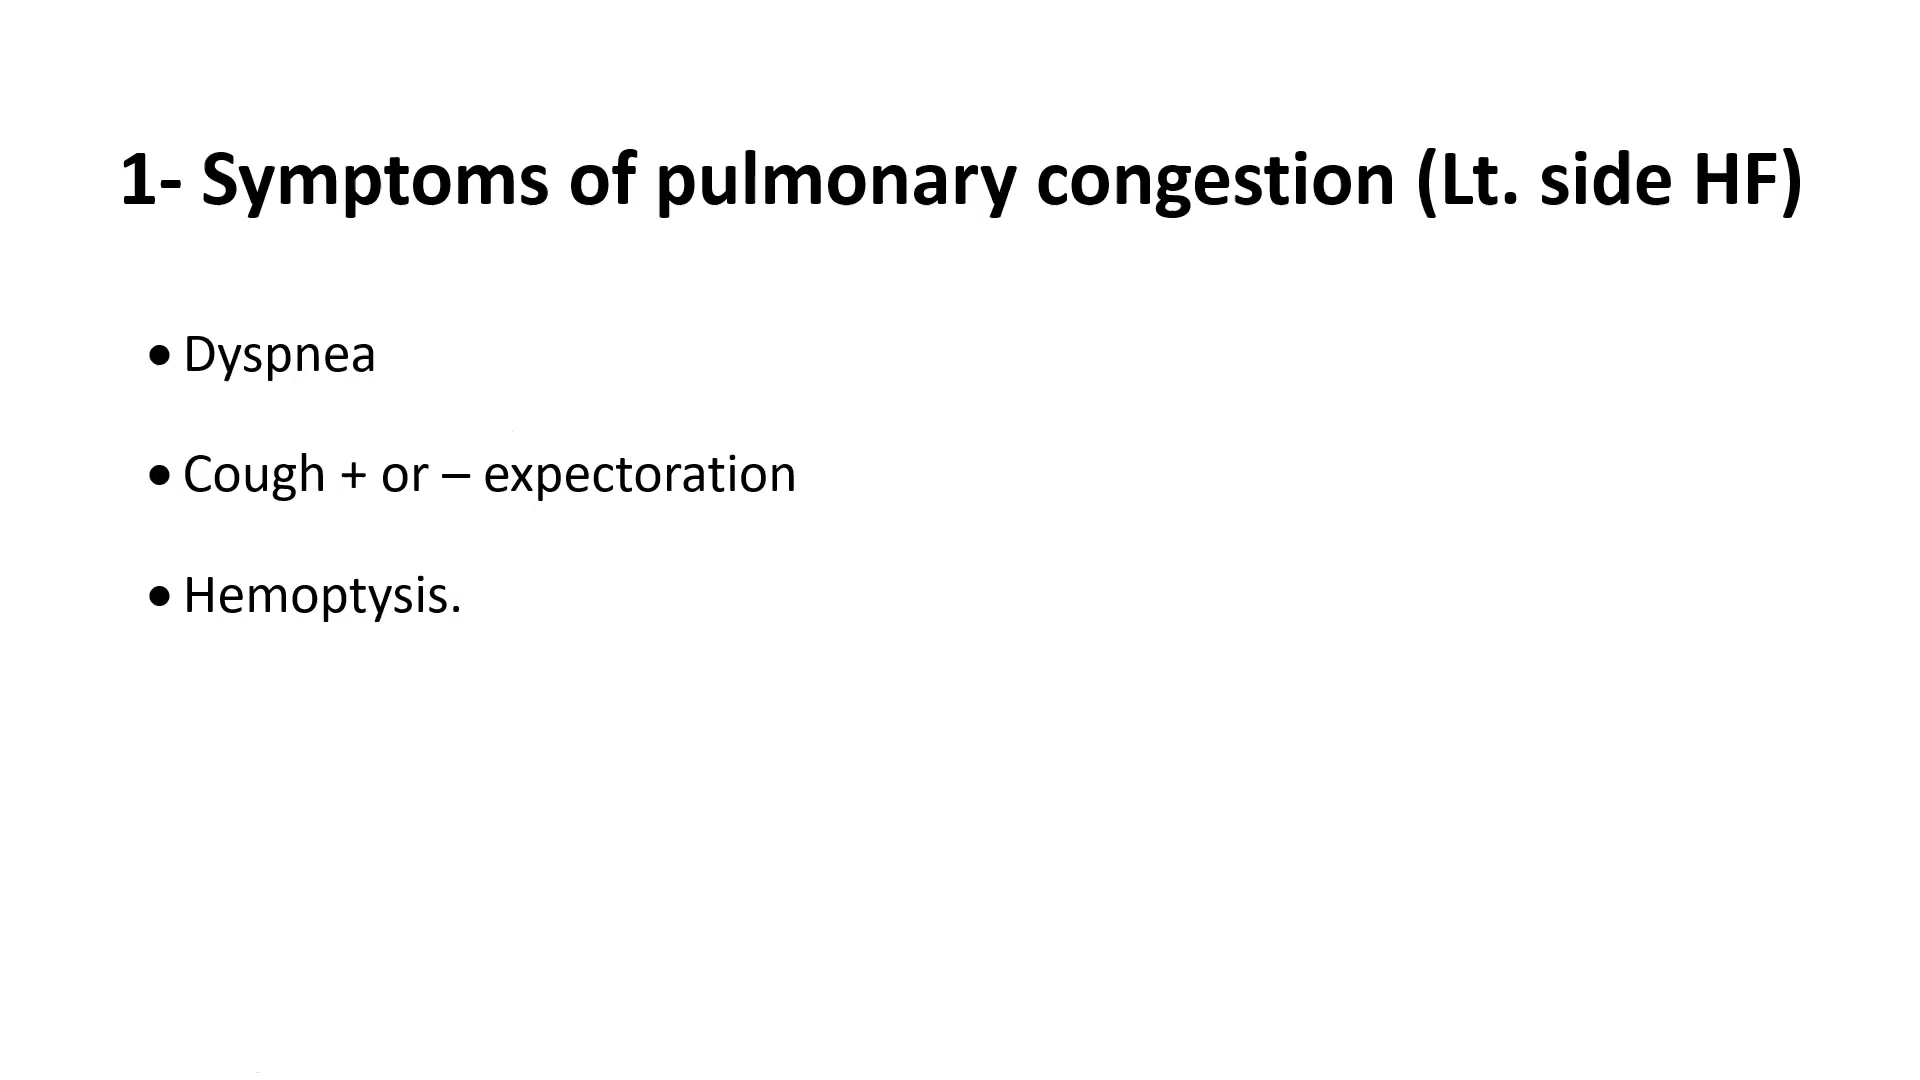 1- Symptoms of pulmonary congestion (Lt. side HF)
• Dyspnea
• Cough + or – expectoration
• Hemoptysis.